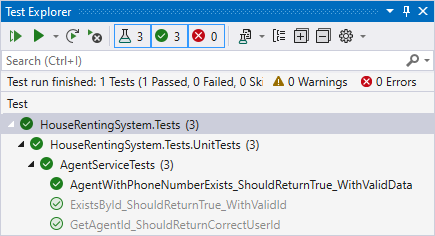 Test Explorer
3 3 0
Search (Ctrl+I)
Test run finished: 1 Tests (1 Passed, 0 Failed, 0 Ski 0 Warnings 0 Errors
Test
HouseRentingSystem.Tests (3)
HouseRentingSystem.Tests.UnitTests (3)
AgentServiceTests (3)
AgentWithPhoneNumberExists_ShouldReturnTrue_WithValidData
ExistsById_ShouldReturnTrue_WithValidId
GetAgentId_ShouldReturnCorrectUserId